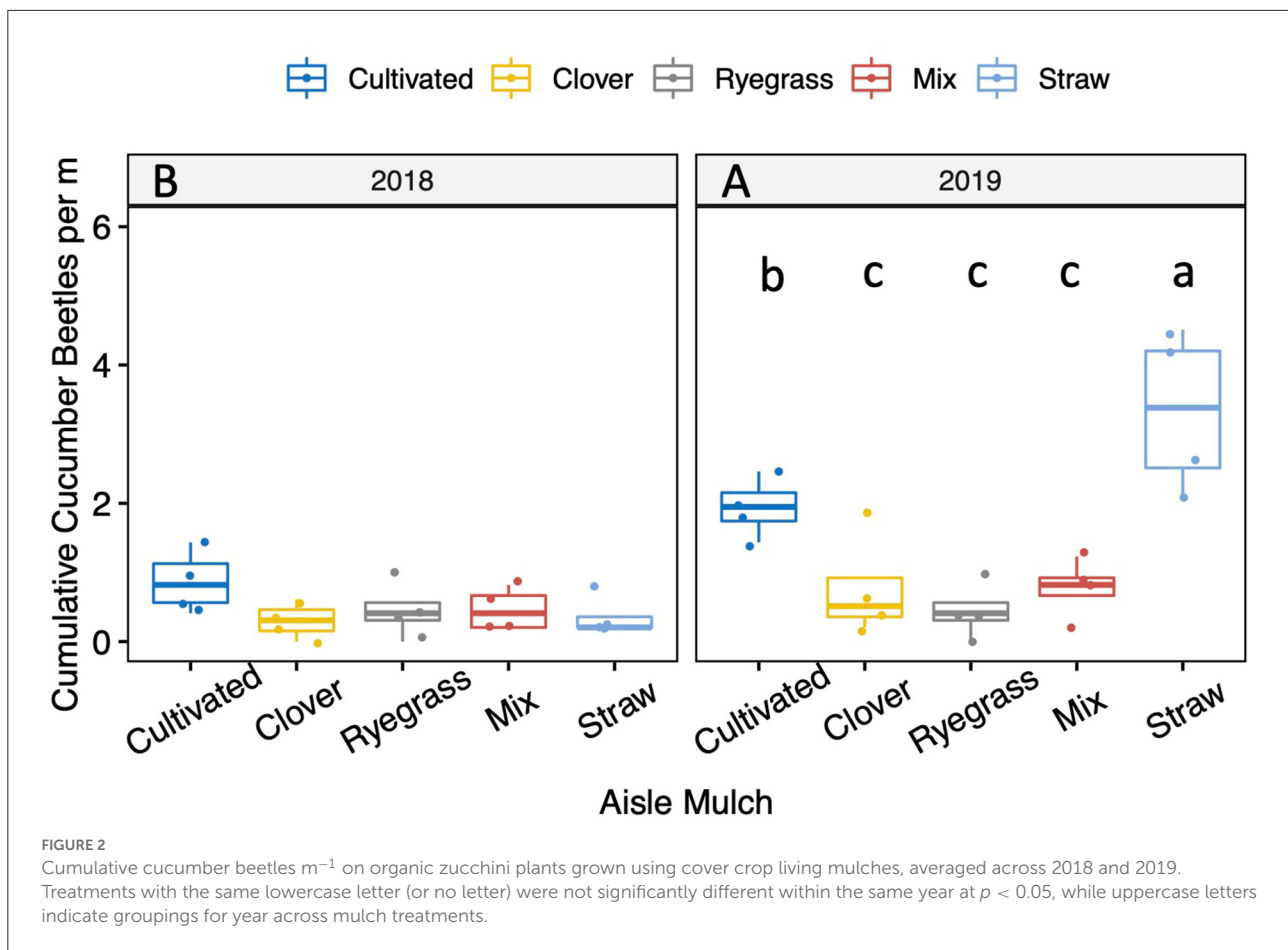 Cultivated Clover Ryegrass Mix Straw
Cumulative Cucumber Beetles per m
B 2018
A 2019
6
4
2
0
b c c c a
Cultivated Clover Ryegrass Mix Straw
Cultivated Clover Ryegrass Mix Straw
Aisle Mulch
FIGURE 2
Cumulative cucumber beetles m⁻¹ on organic zucchini plants grown using cover crop living mulches, averaged across 2018 and 2019.
Treatments with the same lowercase letter (or no letter) were not significantly different within the same year at p < 0.05, while uppercase letters
indicate groupings for year across mulch treatments.